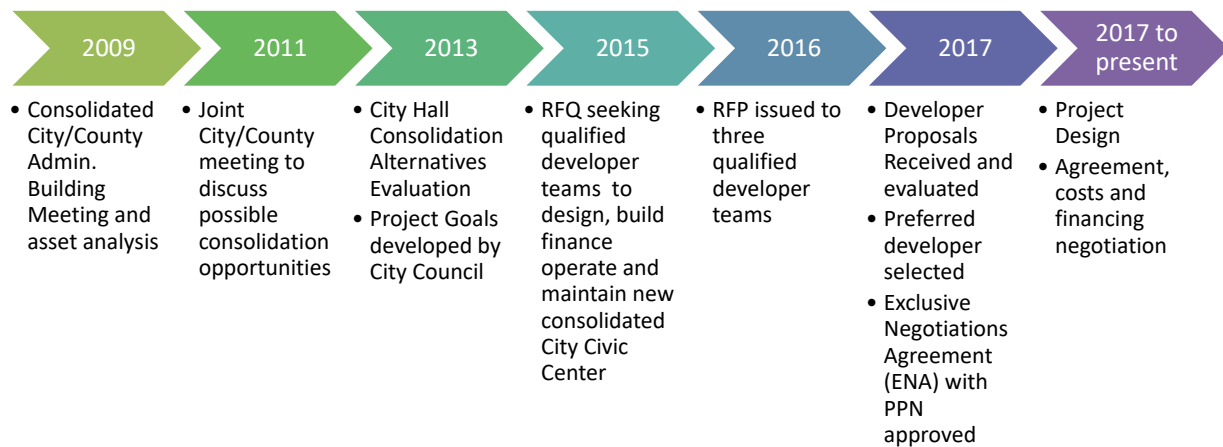 2009
2011
2013
2015
2016
2017
2017 to
present
• Consolidated
City/County
Admin.
Building
Meeting and
asset analysis
• Joint
City/County
meeting to
discuss
possible
consolidation
opportunities
• City Hall
Consolidation
Alternatives
Evaluation
• Project Goals
developed by
City Council
• RFQ seeking
qualified
developer
teams to
design, build
finance
operate and
maintain new
consolidated
City Civic
Center
• RFP issued to
three
qualified
developer
teams
• Developer
Proposals
Received and
evaluated
• Preferred
developer
selected
• Exclusive
Negotiations
Agreement
(ENA) with
PPN
approved
• Project
Design
• Agreement,
costs and
financing
negotiation